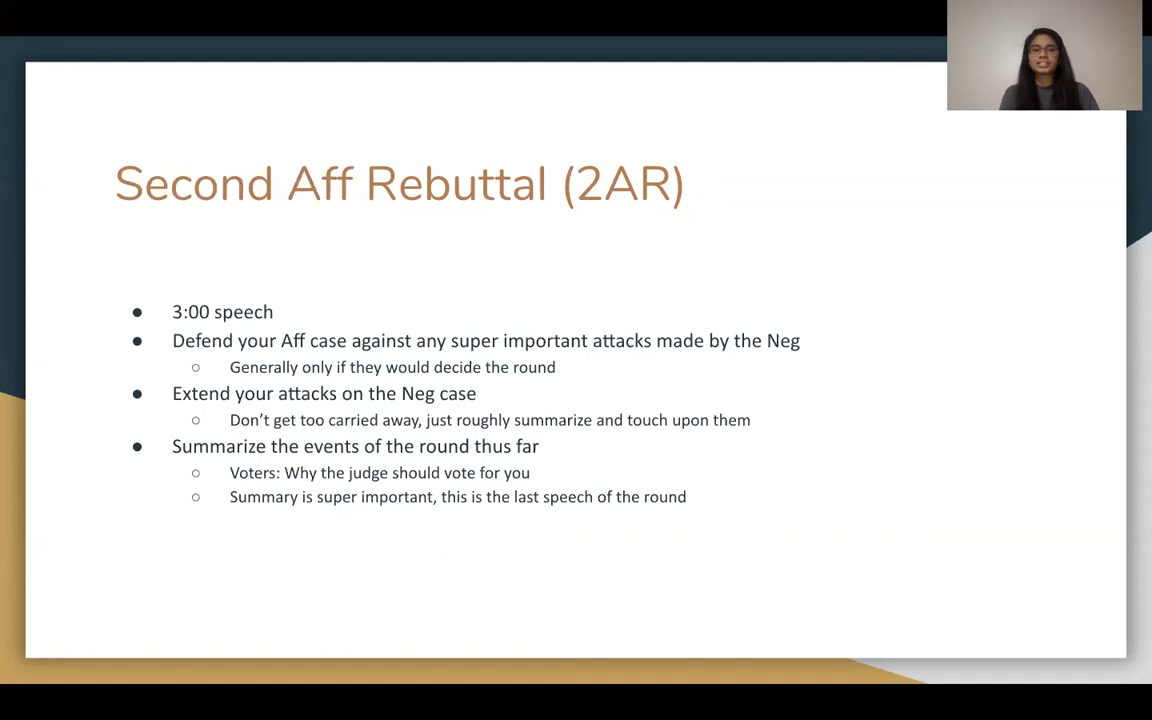 Second Aff Rebuttal (2AR)
● 3:00 speech
● Defend your Aff case against any super important attacks made by the Neg
○ Generally only if they would decide the round
● Extend your attacks on the Neg case
○ Don’t get too carried away, just roughly summarize and touch upon them
● Summarize the events of the round thus far
○ Voters: Why the judge should vote for you
○ Summary is super important, this is the last speech of the round